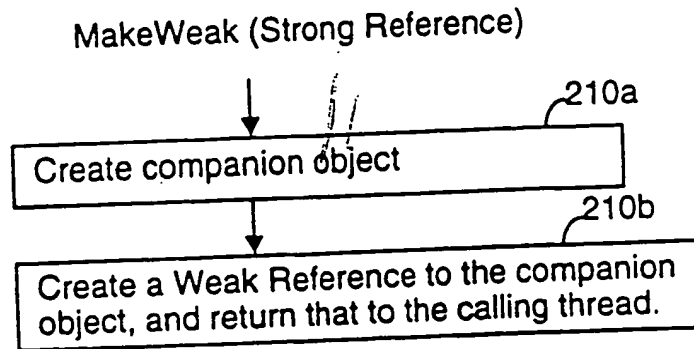 MakeWeak (Strong Reference)
210a
Create companion object
210b
Create a Weak Reference to the companion
object, and return that to the calling thread.